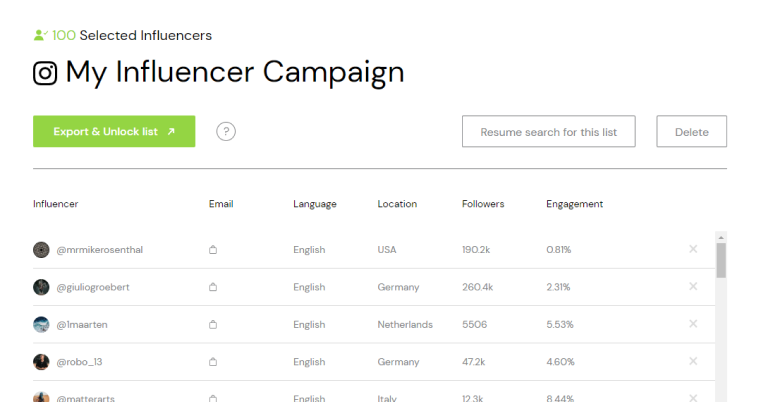 100 Selected Influencers
My Influencer Campaign
Export & Unlock list ?
Resume search for this list
Delete
Influencer Email Language Location Followers Engagement
@mrmikerosenthal English USA 190.2k 0.81%
@giuliogroebert English Germany 260.4k 2.31%
@1maarten English Netherlands 5506 5.53%
@robo_13 English Germany 47.2k 4.60%
@matterarts English Italy 12.3k 8.44%